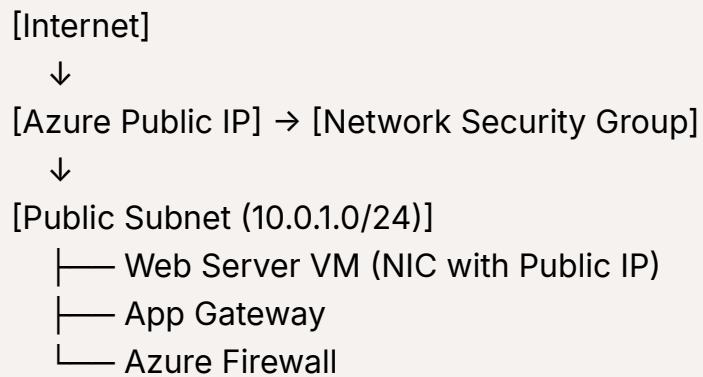 [Internet]
↓
[Azure Public IP] → [Network Security Group]
↓
[Public Subnet (10.0.1.0/24)]
├── Web Server VM (NIC with Public IP)
├── App Gateway
└── Azure Firewall